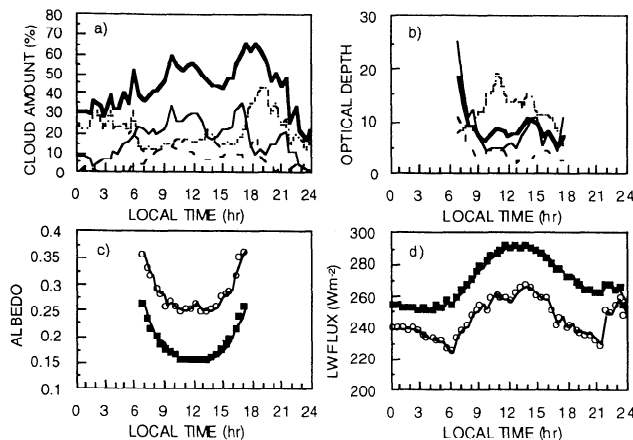 a)
CLOUD AMOUNT (%)
80
70
60
50
40
30
20
10
0
0 3 6 9 12 15 18 21 24
LOCAL TIME (hr)
b)
OPTICAL DEPTH
30
20
10
0
0 3 6 9 12 15 18 21 24
LOCAL TIME (hr)
c)
ALBEDO
0.4
0.35
0.3
0.25
0.2
0.15
0.1
0 3 6 9 12 15 18 21 24
LOCAL TIME (hr)
d)
LW FLUX (Wm-2)
300
280
260
240
220
200
0 3 6 9 12 15 18 21 24
LOCAL TIME (hr)